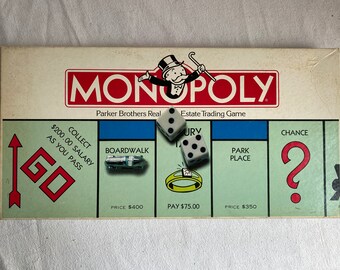 MONOPOLY
Parker Brothers Real Estate Trading Game
COLLECT
$200.00 SALARY
AS YOU PASS
GO
BOARDWALK
PRICE $400
URY
PAY $75.00
PARK
PLACE
PRICE $350
CHANCE
?